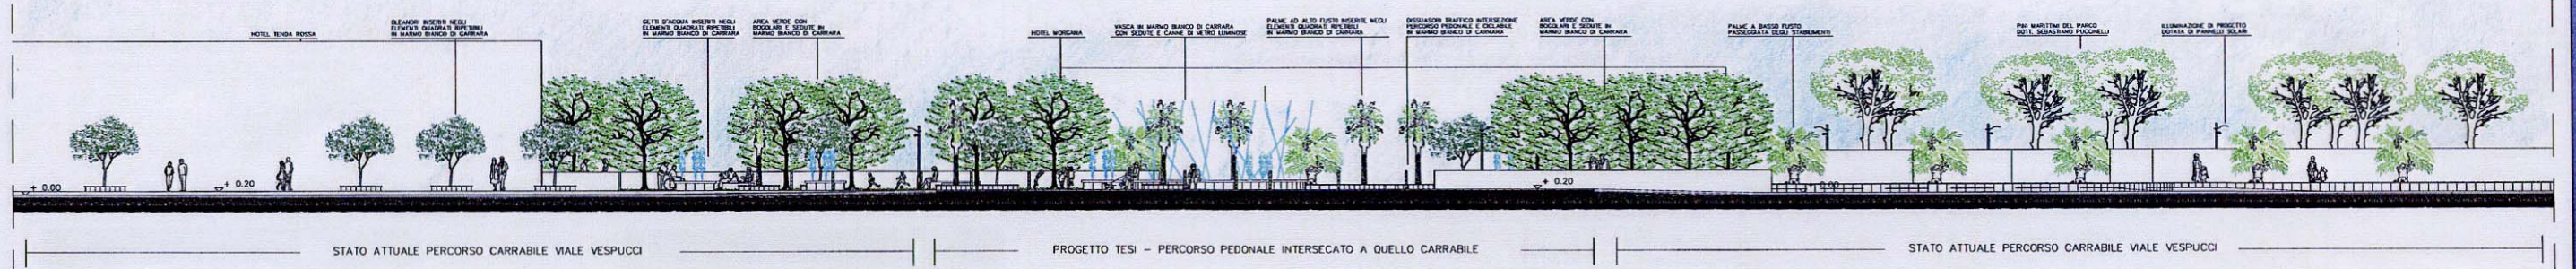 HOTEL TENDA ROSSA
OLEANDRI INSERITI NEGLI
ELEMENTI QUADRATI RIPETIBILI
IN MARMO BIANCO DI CARRARA
GETTI D'ACQUA INSERITI NEGLI
ELEMENTI QUADRATI RIPETIBILI
IN MARMO BIANCO DI CARRARA
AREA VERDE CON
BOCOLARI E SEDUTE IN
MARMO BIANCO DI CARRARA
HOTEL MORGANA
VASCA IN MARMO BIANCO DI CARRARA
CON SEDUTE E CANNE DI VETRO LUMINOSE
PALME AD ALTO FUSTO INSERITE NEGLI
ELEMENTI QUADRATI RIPETIBILI
IN MARMO BIANCO DI CARRARA
DISSUASORI TRAFFICO INTERSEZIONE
PERCORSO PEDONALE E CICLABILE
IN MARMO BIANCO DI CARRARA
AREA VERDE CON
BOCOLARI E SEDUTE IN
MARMO BIANCO DI CARRARA
PALME A BASSO FUSTO
PASSEGGIATA DEGLI STABILIMENTI
PINI MARITTIMI DEL PARCO
DOTT. SEBASTIANO PUCCINELLI
ILLUMINAZIONE DI PROGETTO
DOTATA DI PANNELLI SOLARI
+ 0.00
+ 0.20
+ 0.20
+ 0.00
STATO ATTUALE PERCORSO CARRABILE VIALE VESPUCCI
PROGETTO TESI - PERCORSO PEDONALE INTERSECATO A QUELLO CARRABILE
STATO ATTUALE PERCORSO CARRABILE VIALE VESPUCCI